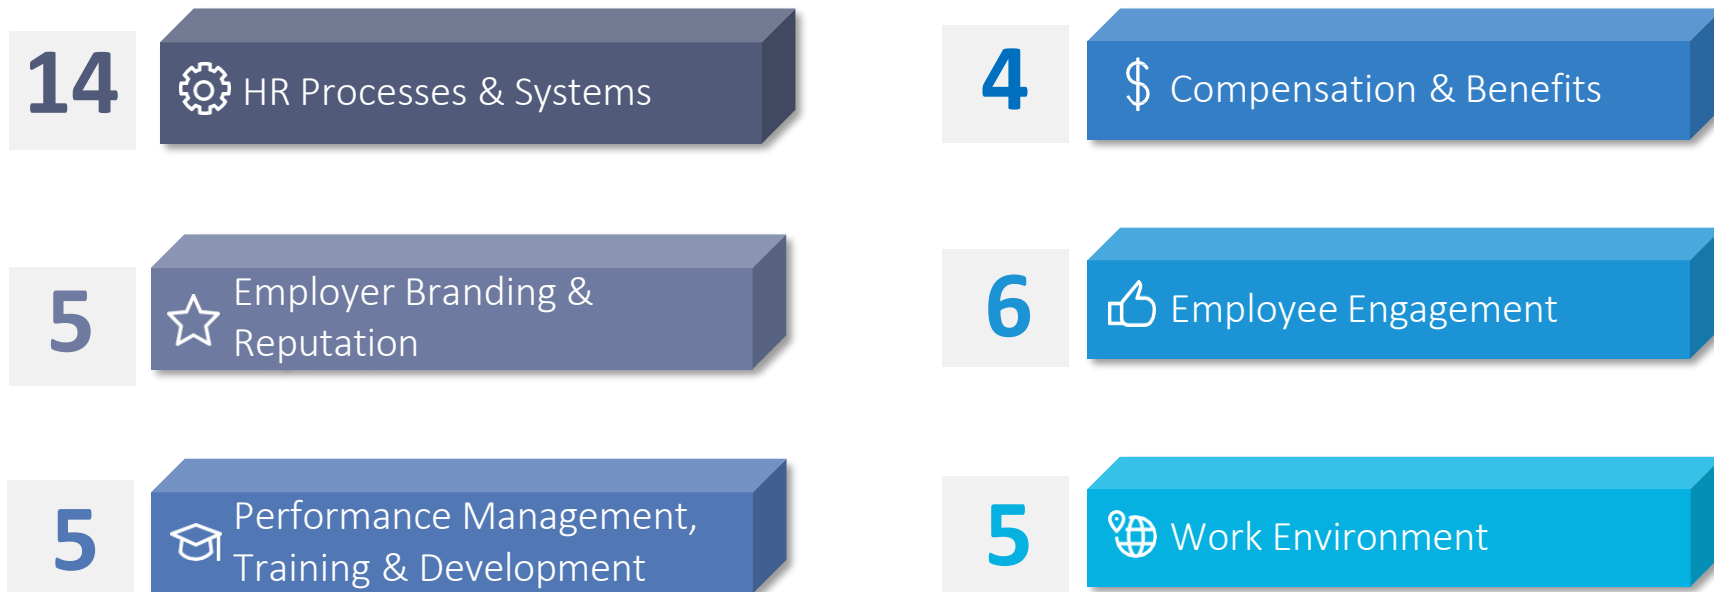 14
HR Processes & Systems
4
Compensation & Benefits
5
Employer Branding &
Reputation
6
Employee Engagement
5
Performance Management,
Training & Development
5
Work Environment